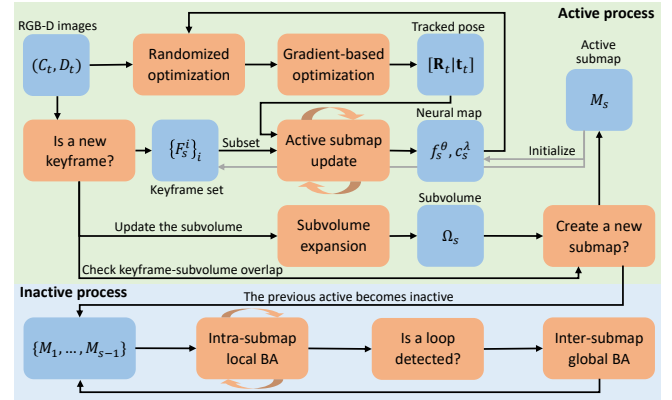 RGB-D images
Active process
Tracked pose
Active
submap
(C_t, D_t)
Randomized
optimization
Gradient-based
optimization
[R_t|t_t]
M_s
Neural map
Is a new
keyframe?
{F_s^i}_i
Subset
Active submap
update
f_s^θ, c_s^λ
Initialize
Keyframe set
Subvolume
Update the subvolume
Subvolume
expansion
Ω_s
Create a new
submap?
Check keyframe-subvolume overlap
Inactive process
The previous active becomes inactive
{M_1, …, M_{s−1}}
Intra-submap
local BA
Is a loop
detected?
Inter-submap
global BA